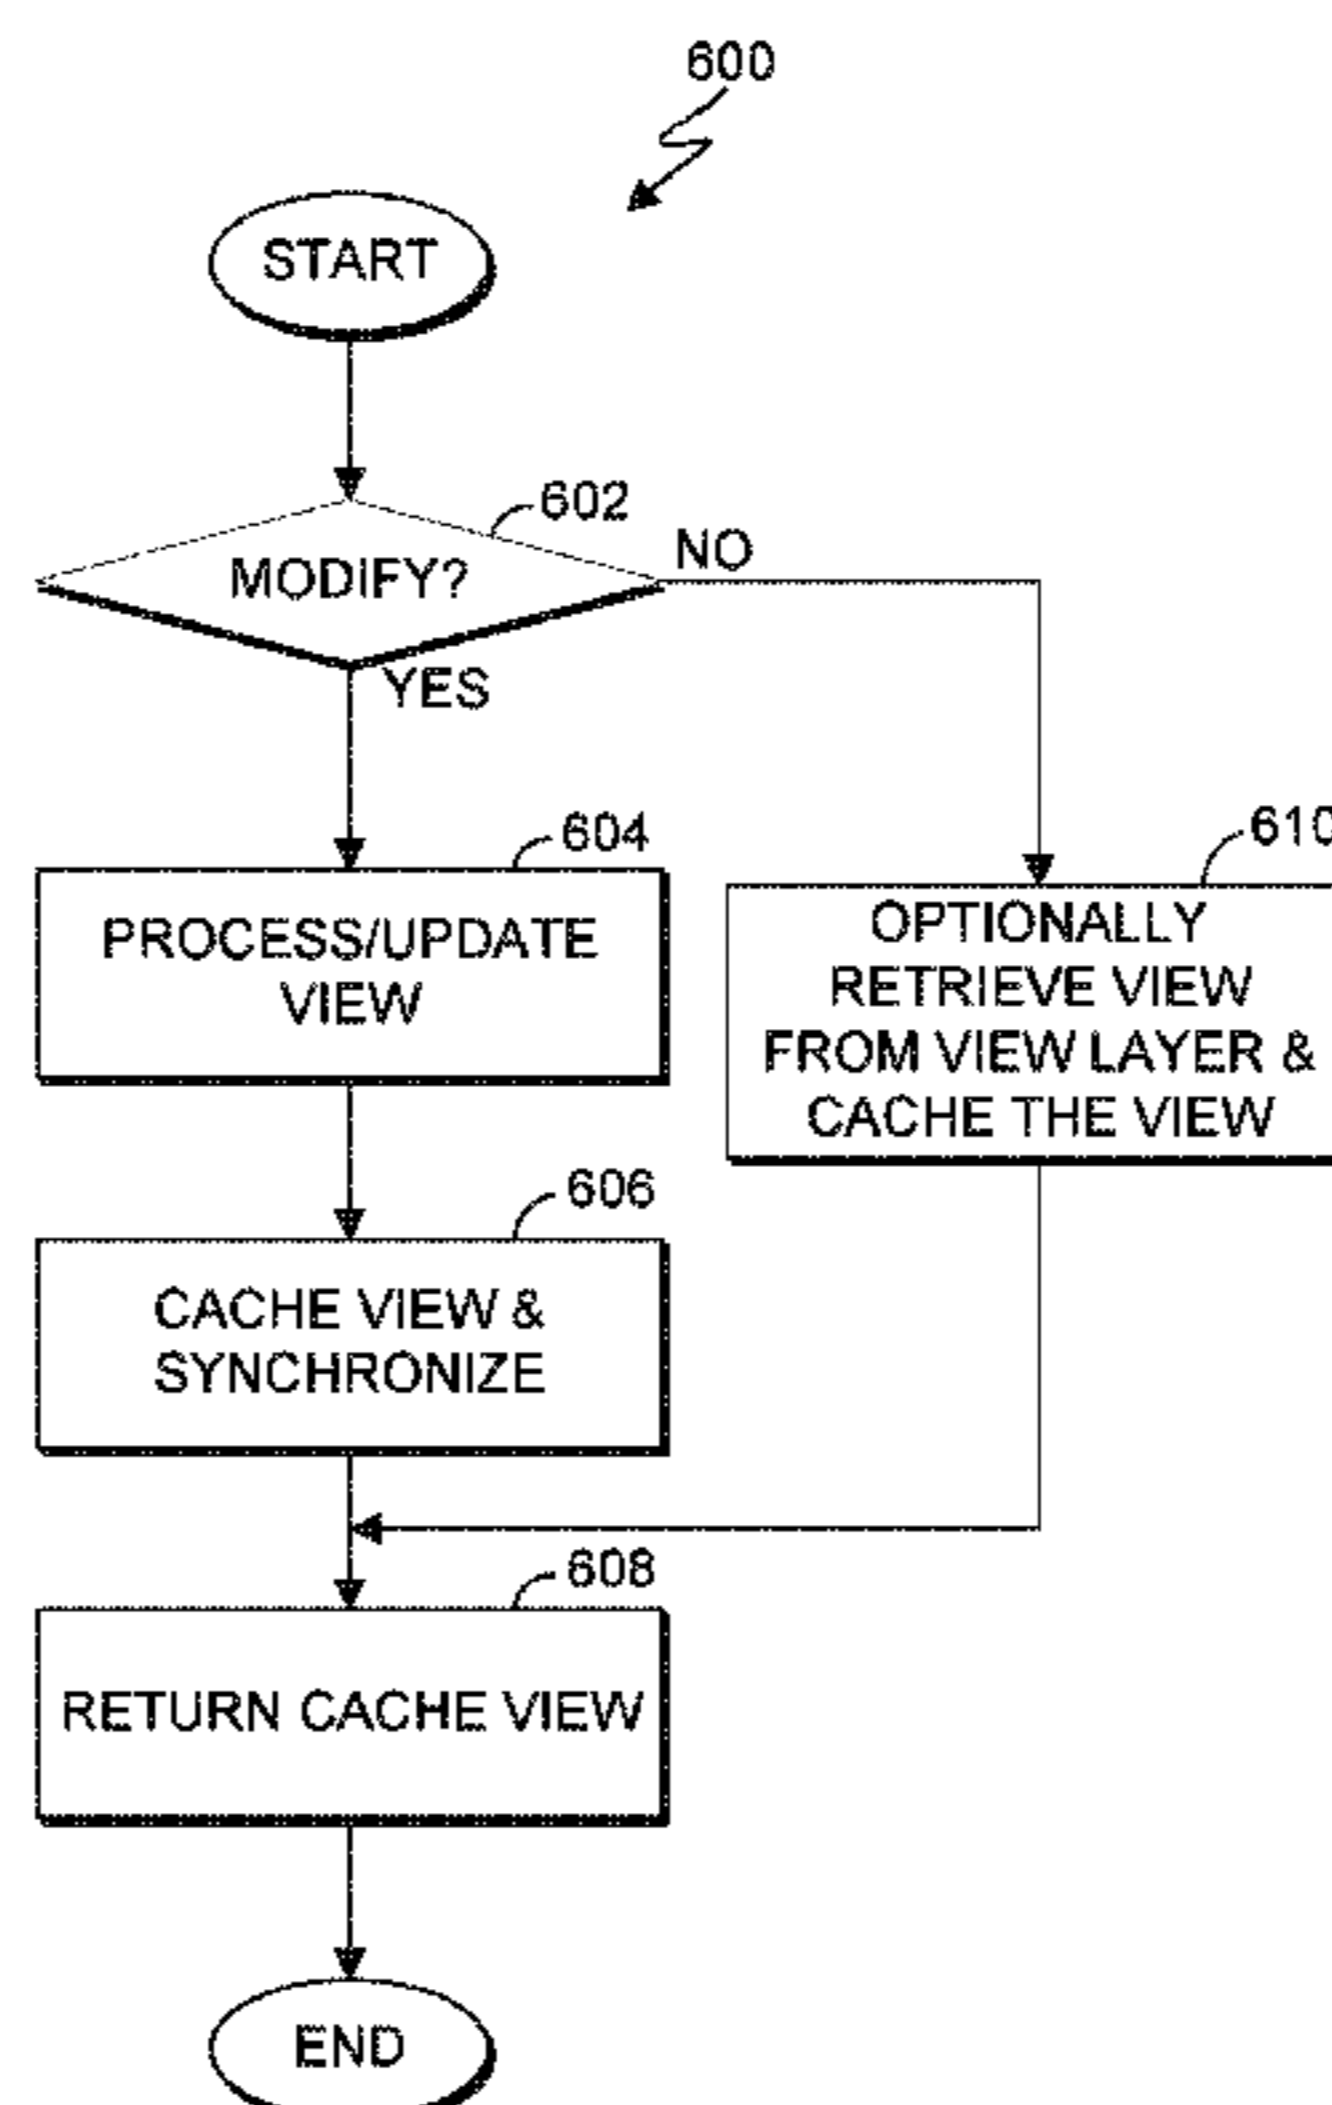 600
START
602
MODIFY?
NO
YES
604
PROCESS/UPDATE
VIEW
610
OPTIONALLY
RETRIEVE VIEW
FROM VIEW LAYER &
CACHE THE VIEW
606
CACHE VIEW &
SYNCHRONIZE
608
RETURN CACHE VIEW
END